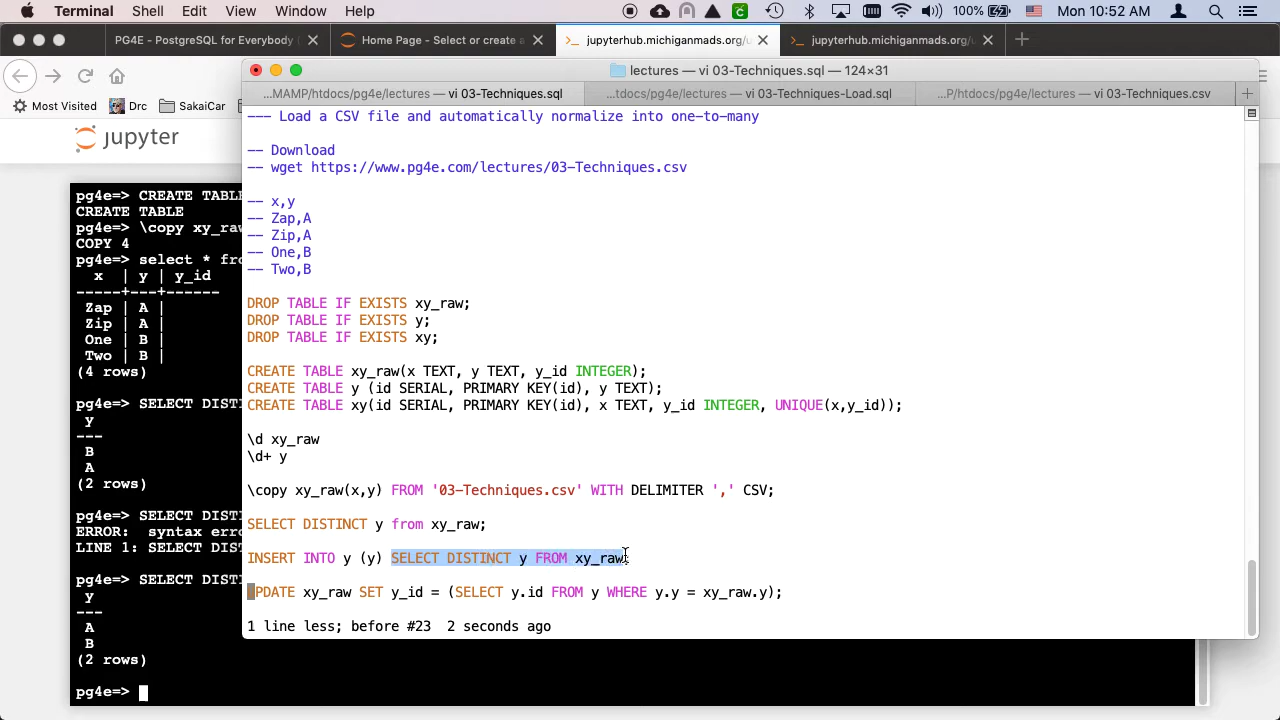 Terminal Shell Edit View Window Help 100% Mon 10:52 AM
PG4E - PostgreSQL for Everybody ( Home Page - Select or create a jupyterhub.michiganmads.org/u jupyterhub.michiganmads.org/u
lectures — vi 03-Techniques.sql — 124×31
Most Visited Drc SakaiCar
...MAMP/htdocs/pg4e/lectures — vi 03-Techniques.sql ...tdocs/pg4e/lectures — vi 03-Techniques-Load.sql ...P/htdocs/pg4e/lectures — vi 03-Techniques.csv
jupyter
--- Load a CSV file and automatically normalize into one-to-many
-- Download
-- wget https://www.pg4e.com/lectures/03-Techniques.csv
-- x,y
-- Zap,A
-- Zip,A
-- One,B
-- Two,B
DROP TABLE IF EXISTS xy_raw;
DROP TABLE IF EXISTS y;
DROP TABLE IF EXISTS xy;
CREATE TABLE xy_raw(x TEXT, y TEXT, y_id INTEGER);
CREATE TABLE y (id SERIAL, PRIMARY KEY(id), y TEXT);
CREATE TABLE xy(id SERIAL, PRIMARY KEY(id), x TEXT, y_id INTEGER, UNIQUE(x,y_id));
\d xy_raw
\d+ y
\copy xy_raw(x,y) FROM '03-Techniques.csv' WITH DELIMITER ',' CSV;
SELECT DISTINCT y from xy_raw;
INSERT INTO y (y) SELECT DISTINCT y FROM xy_raw;
PDATE xy_raw SET y_id = (SELECT y.id FROM y WHERE y.y = xy_raw.y);
1 line less; before #23 2 seconds ago
pg4e=> CREATE TABLE
CREATE TABLE
pg4e=> \copy xy_raw
COPY 4
pg4e=> select * fro
x | y | y_id
-----+---+------
Zap | A |
Zip | A |
One | B |
Two | B |
(4 rows)
pg4e=> SELECT DISTI
y
---
B
A
(2 rows)
pg4e=> SELECT DISTI
ERROR: syntax erro
LINE 1: SELECT DIST
pg4e=> SELECT DISTI
y
---
A
B
(2 rows)
pg4e=>